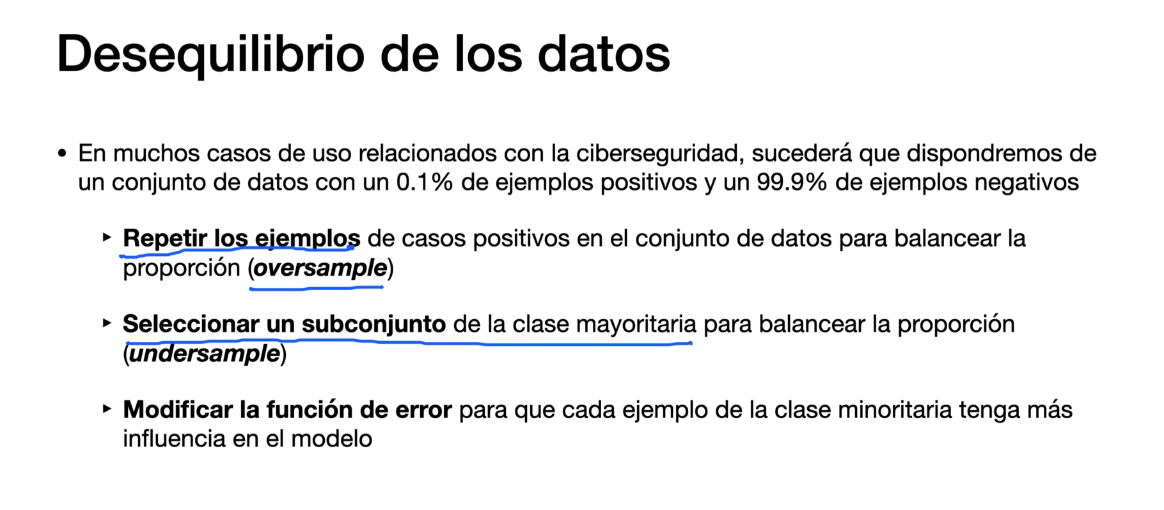 Desequilibrio de los datos
• En muchos casos de uso relacionados con la ciberseguridad, sucederá que dispondremos de
un conjunto de datos con un 0.1% de ejemplos positivos y un 99.9% de ejemplos negativos
‣ Repetir los ejemplos de casos positivos en el conjunto de datos para balancear la
proporción (oversample)
‣ Seleccionar un subconjunto de la clase mayoritaria para balancear la proporción
(undersample)
‣ Modificar la función de error para que cada ejemplo de la clase minoritaria tenga más
influencia en el modelo